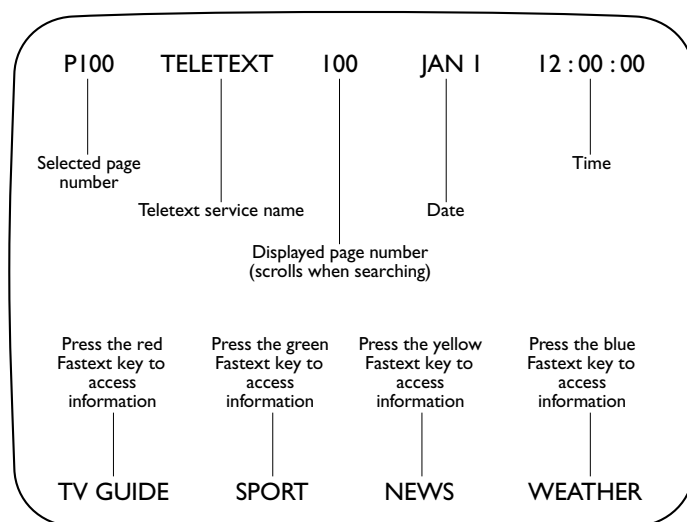 P100 TELETEXT 100 JAN 1 12 : 00 : 00
Selected page
number
Time
Teletext service name
Date
Displayed page number
(scrolls when searching)
Press the red
Fastext key to
access
information
Press the green
Fastext key to
access
information
Press the yellow
Fastext key to
access
information
Press the blue
Fastext key to
access
information
TV GUIDE SPORT NEWS WEATHER